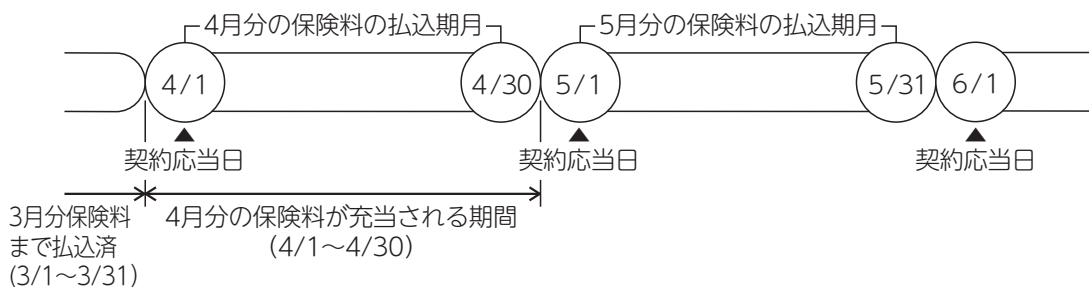 4月分の保険料の払込期月
5月分の保険料の払込期月
4/1
4/30
5/1
5/31
6/1
契約応当日
契約応当日
契約応当日
3月分保険料
まで払込済
(3/1〜3/31)
4月分の保険料が充当される期間
(4/1〜4/30)